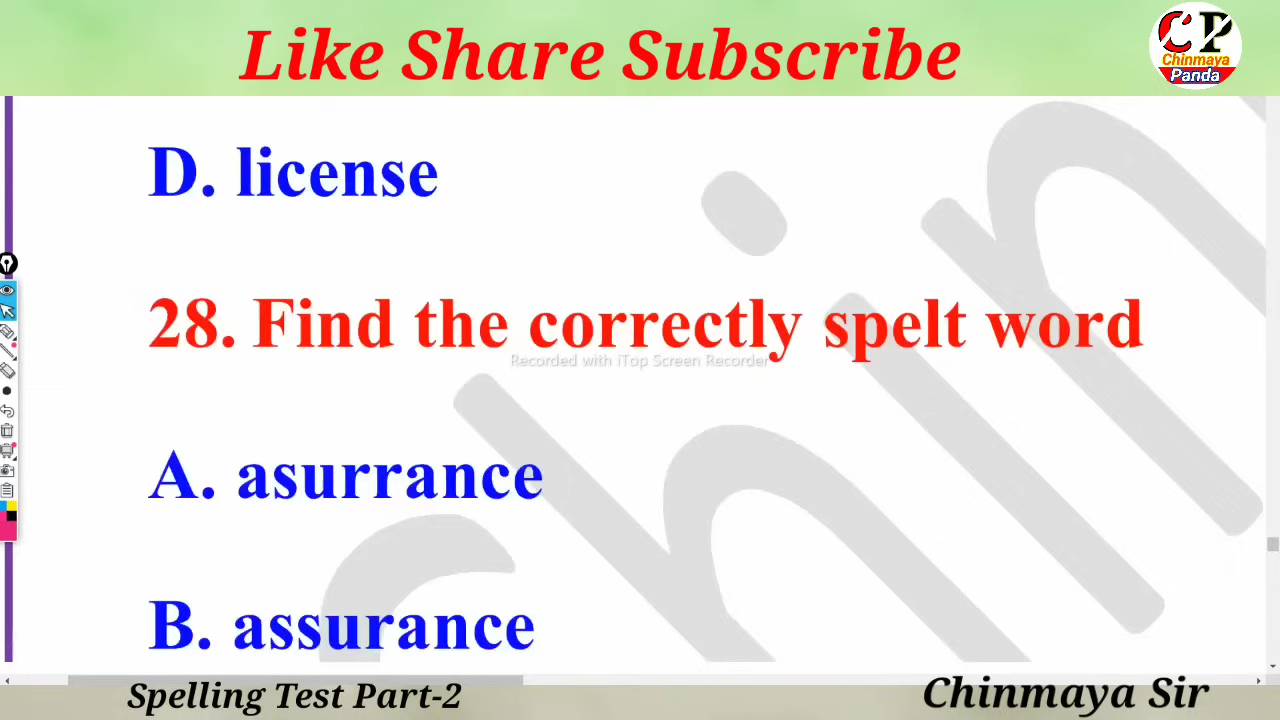 Like Share Subscribe
CP
Chinmaya
Panda
D. license
28. Find the correctly spelt word
Recorded with iTop Screen Recorder
A. asurrance
B. assurance
Spelling Test Part-2
Chinmaya Sir